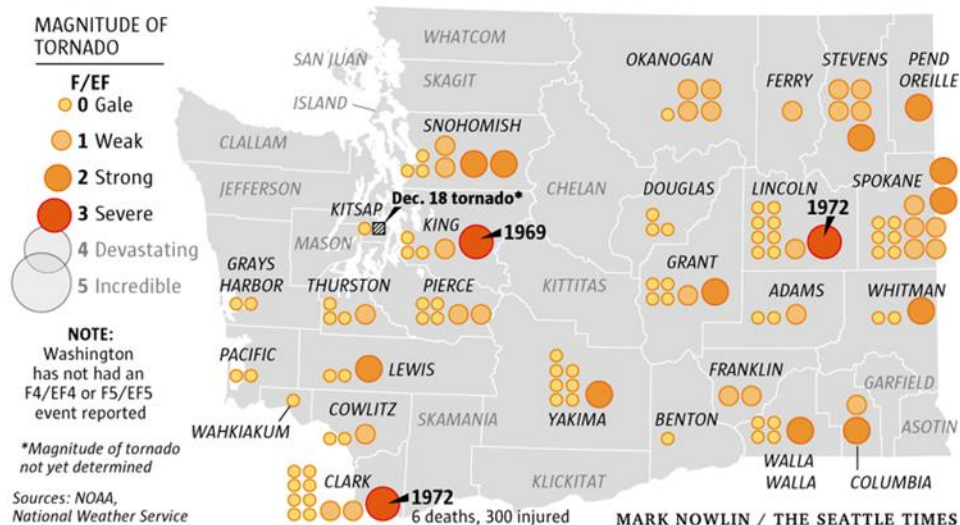 MAGNITUDE OF
TORNADO
F/EF
0 Gale
1 Weak
2 Strong
3 Severe
4 Devastating
5 Incredible
NOTE:
Washington
has not had an
F4/EF4 or F5/EF5
event reported
*Magnitude of tornado
not yet determined
Sources: NOAA,
National Weather Service
WHATCOM
SAN JUAN
SKAGIT
ISLAND
SNOHOMISH
CLALLAM
JEFFERSON
KITSAP
Dec. 18 tornado*
MASON
KING
1969
GRAYS
HARBOR
THURSTON
PIERCE
PACIFIC
LEWIS
WAHKIAKUM
COWLITZ
SKAMANIA
CLARK
1972
6 deaths, 300 injured
OKANOGAN
FERRY
STEVENS
PEND
OREILLE
CHELAN
DOUGLAS
LINCOLN
1972
SPOKANE
KITTITAS
GRANT
ADAMS
WHITMAN
YAKIMA
BENTON
FRANKLIN
GARFIELD
ASOTIN
WALLA
WALLA
COLUMBIA
KLICKITAT
MARK NOWLIN / THE SEATTLE TIMES